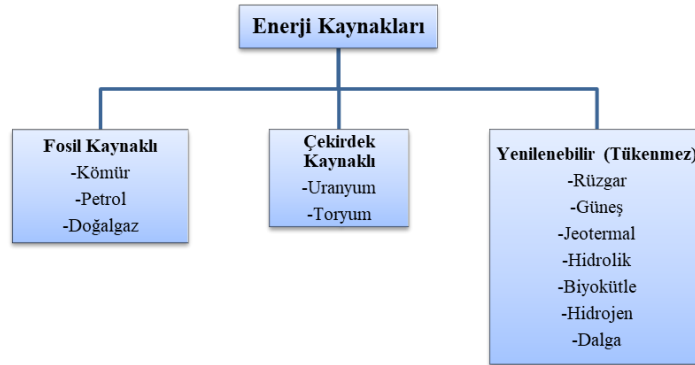 Enerji Kaynakları
Fosil Kaynaklı
-Kömür
-Petrol
-Doğalgaz
Çekirdek
Kaynaklı
-Uranyum
-Toryum
Yenilenebilir (Tükenmez)
-Rüzgar
-Güneş
-Jeotermal
-Hidrolik
-Biyokütle
-Hidrojen
-Dalga